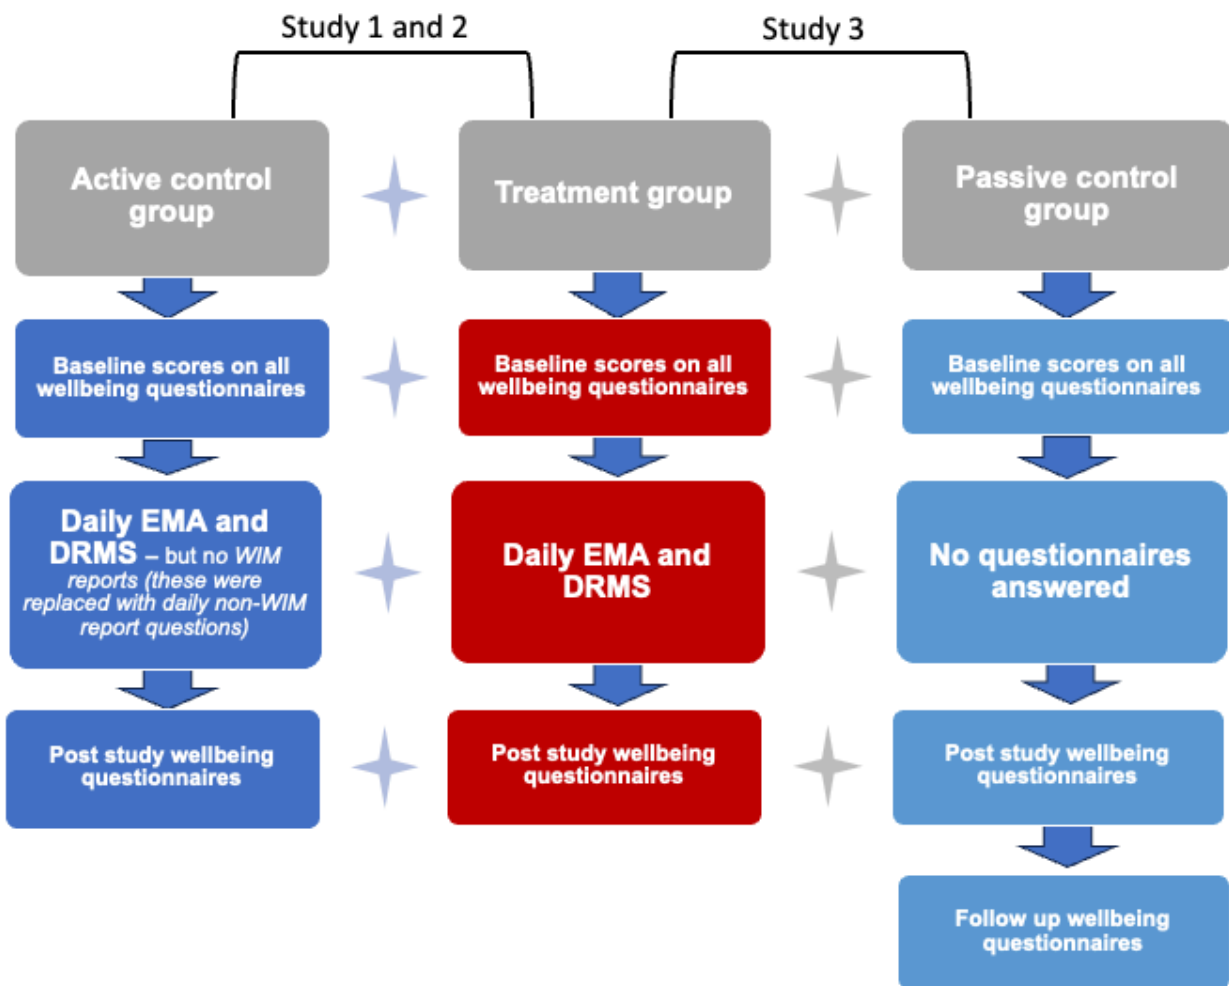 Study 1 and 2
Study 3
Active control
group
Treatment group
Passive control
group
Baseline scores on all
wellbeing questionnaires
Baseline scores on all
wellbeing questionnaires
Baseline scores on all
wellbeing questionnaires
Daily EMA and
DRMS – but no WIM
reports (these were
replaced with daily non-WIM
report questions)
Daily EMA and
DRMS
No questionnaires
answered
Post study wellbeing
questionnaires
Post study wellbeing
questionnaires
Post study wellbeing
questionnaires
Follow up wellbeing
questionnaires